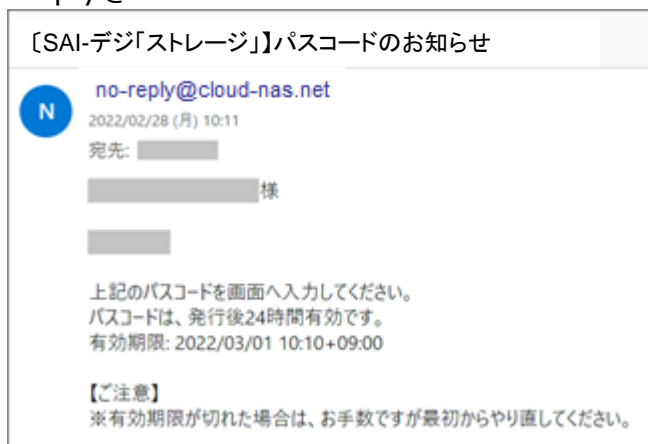 〔SAI-デジ「ストレージ」】パスコードのお知らせ
N
no-reply@cloud-nas.net
2022/02/28 (月) 10:11
宛先:
様
上記のパスコードを画面へ入力してください。
パスコードは、発行後24時間有効です。
有効期限: 2022/03/01 10:10+09:00
【ご注意】
※有効期限が切れた場合は、お手数ですが最初からやり直してください。